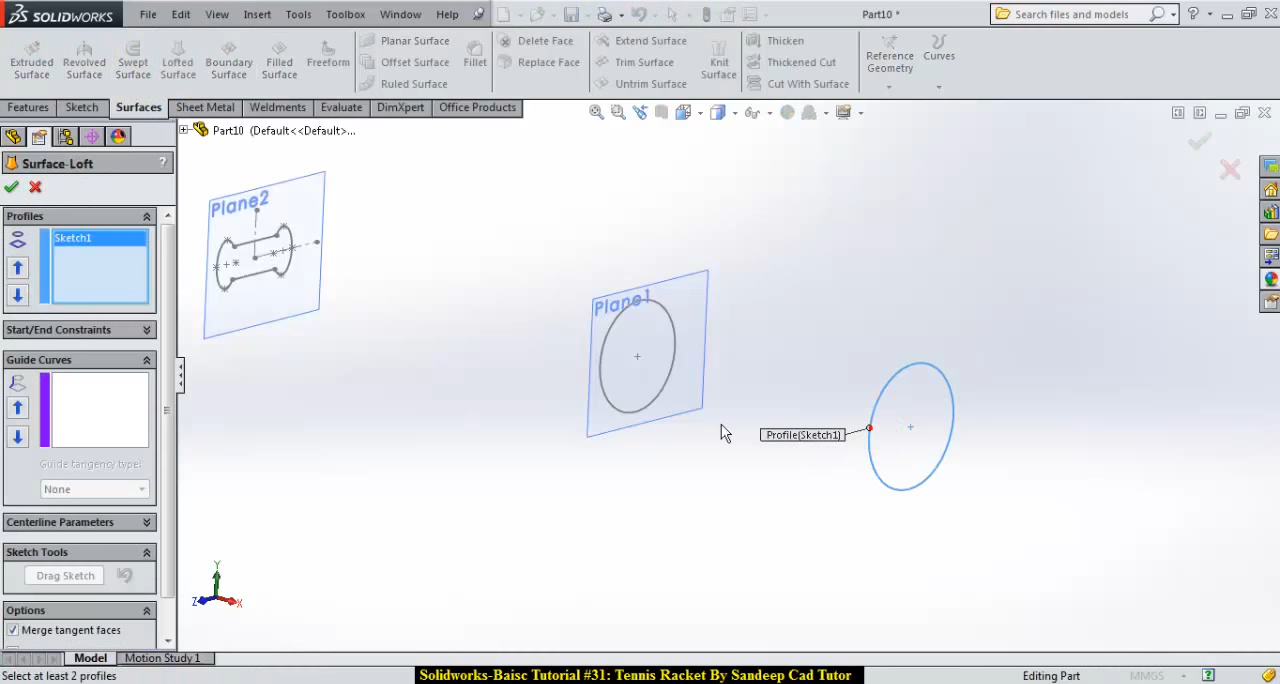 SOLIDWORKS
File Edit View Insert Tools Toolbox Window Help
Part10 *
Search files and models
Extruded Surface
Revolved Surface
Swept Surface
Lofted Surface
Boundary Surface
Filled Surface
Freeform
Planar Surface
Offset Surface
Ruled Surface
Fillet
Delete Face
Replace Face
Extend Surface
Trim Surface
Untrim Surface
Knit Surface
Thicken
Thickened Cut
Cut With Surface
Reference Geometry
Curves
Features Sketch Surfaces Sheet Metal Weldments Evaluate DimXpert Office Products
Part10 (Default<<Default>...
Surface-Loft ?
Profiles
Sketch1
Start/End Constraints
Guide Curves
Guide tangency type:
None
Centerline Parameters
Sketch Tools
Drag Sketch
Options
Merge tangent faces
Plane2
Plane1
Profile(Sketch1)
Y
Z
X
Model Motion Study 1
Select at least 2 profiles
Solidworks-Baisc Tutorial #31: Tennis Racket By Sandeep Cad Tutor
Editing Part
MMGS